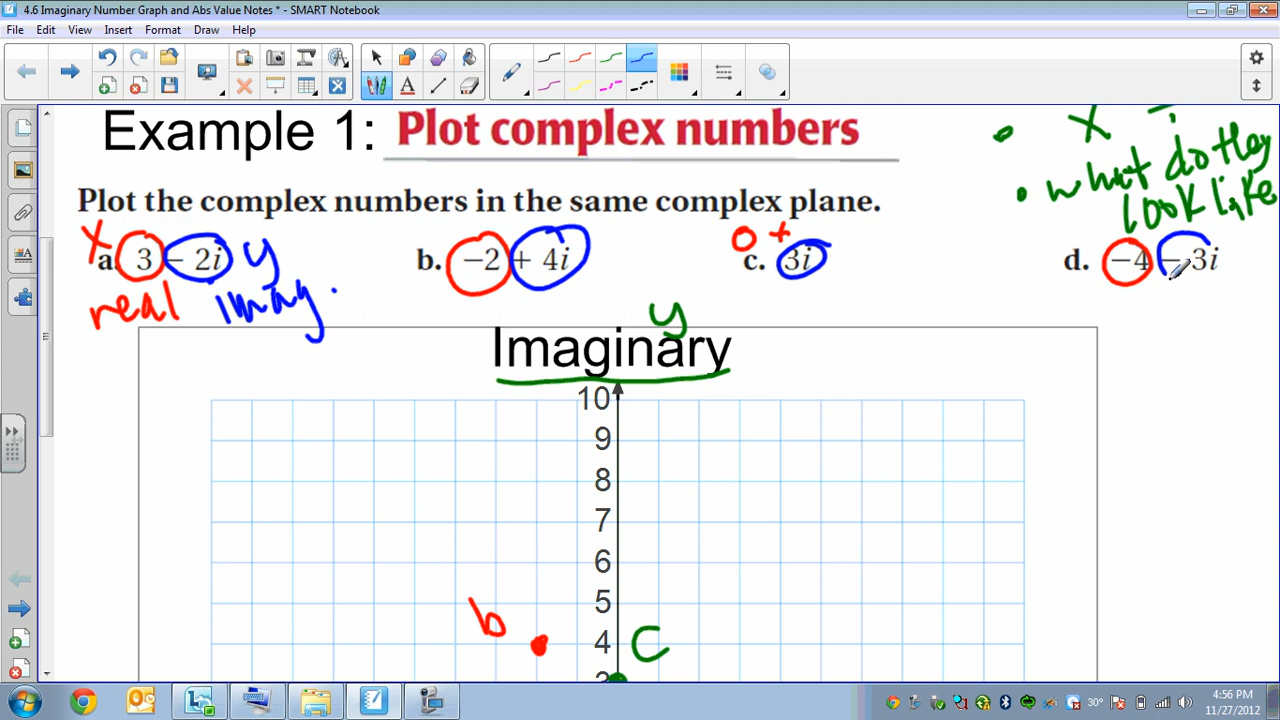 4.6 Imaginary Number Graph and Abs Value Notes * - SMART Notebook
File Edit View Insert Format Draw Help
Example 1: Plot complex numbers
• X
• what do they
look like
Plot the complex numbers in the same complex plane.
0 +
X a. 3 − 2i y b. −2 + 4i c. 3i d. −4 − 3i
real imag.
y
Imaginary
10
9
8
7
6
5
b
4 C
3
30°
4:56 PM
11/27/2012